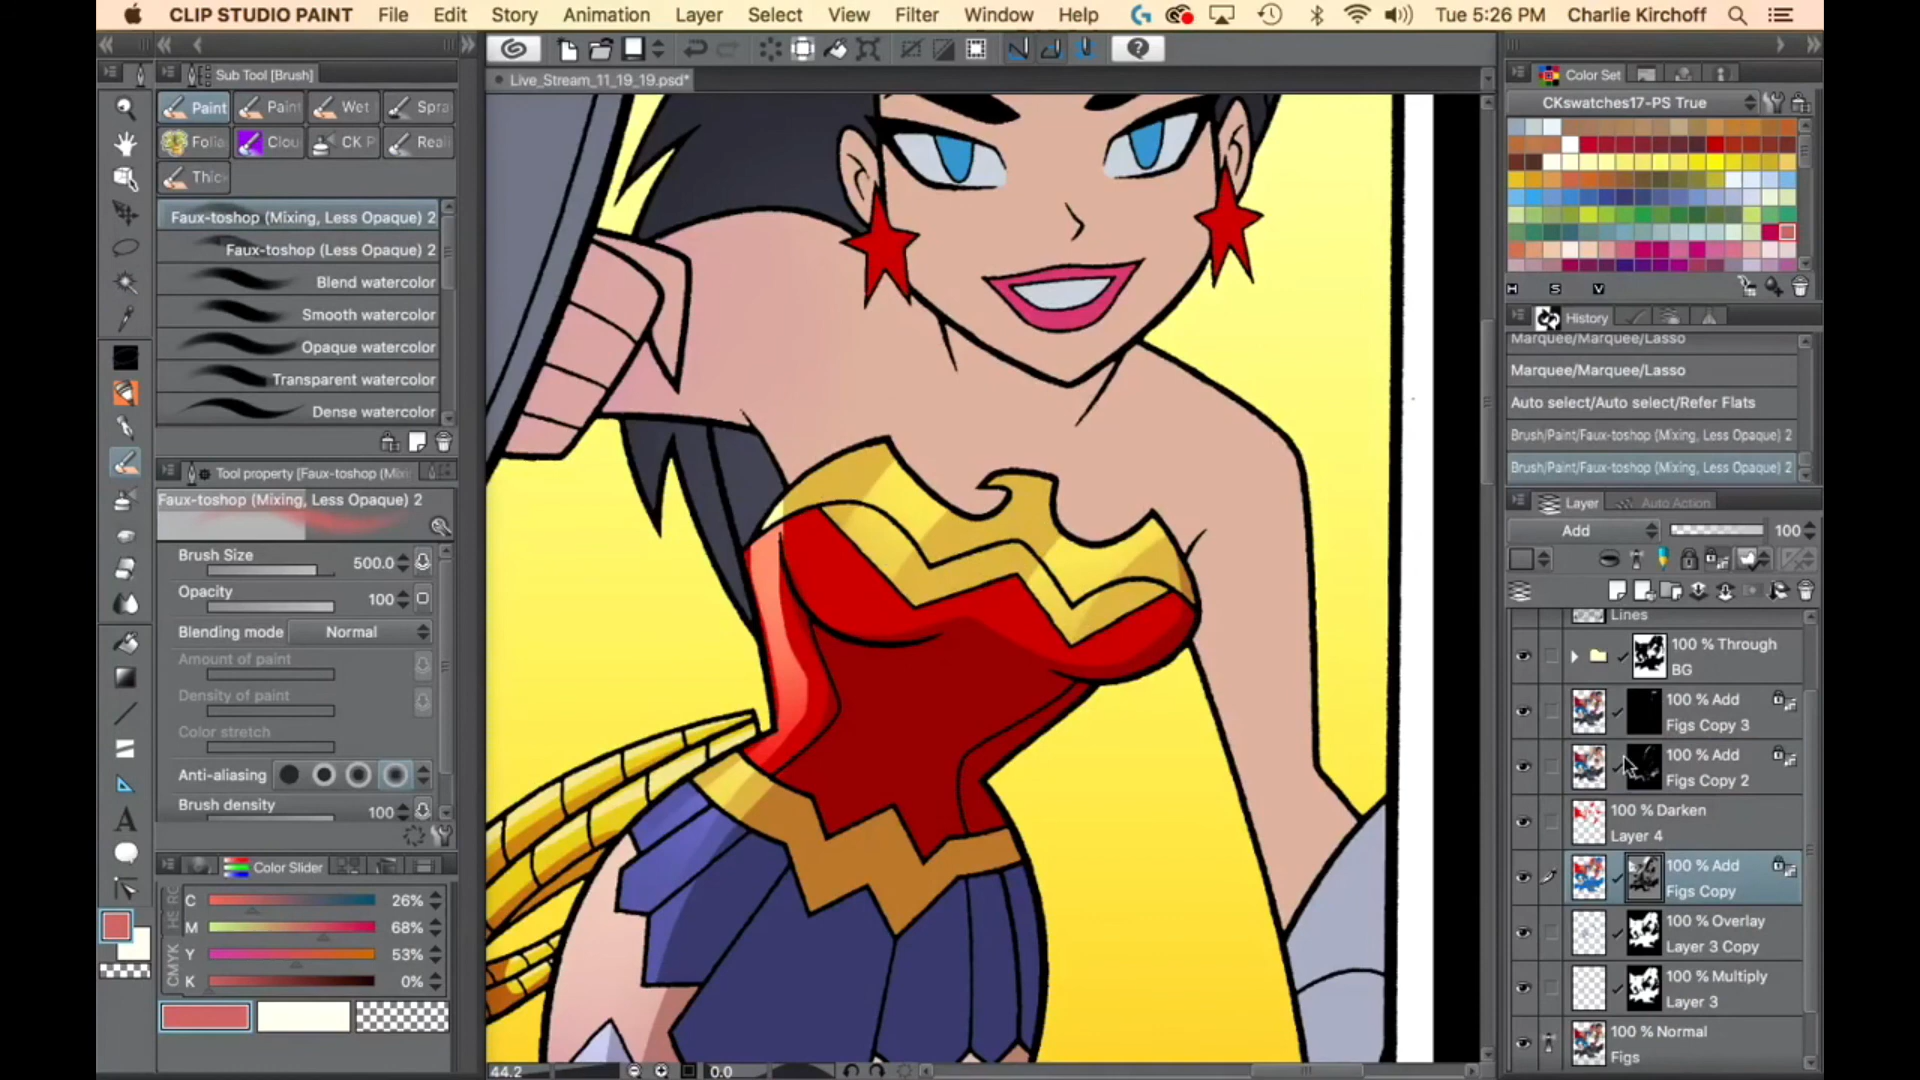 CLIP STUDIO PAINT File Edit Story Animation Layer Select View Filter Window Help Tue 5:26 PM Charlie Kirchoff
Sub Tool [Brush]
Paint Wet Spra
CK P Reali
Live_Stream_11_19_19.psd*
Faux-toshop (Mixing, Less Opaque) 2
Faux-toshop (Less Opaque) 2
Blend watercolor
Smooth watercolor
Opaque watercolor
Transparent watercolor
Dense watercolor
Tool property [Faux-toshop (Mixi
Faux-toshop (Mixing, Less Opaque) 2
Brush Size 500.0
Opacity 100
Blending mode Normal
Amount of paint
Density of paint
Color stretch
Anti-aliasing
Brush density 100
Color Slider
C 26%
M 68%
Y 53%
K 0%
CMYK
44.2 0.0
Color Set
CKswatches17-PS True
H S V
History
Marquee/Marquee/Lasso
Marquee/Marquee/Lasso
Auto select/Auto select/Refer Flats
Brush/Paint/Faux-toshop (Mixing, Less Opaque) 2
Brush/Paint/Faux-toshop (Mixing, Less Opaque) 2
Layer Auto Action
Add 100
Lines
100 % Through
BG
100 % Add
Figs Copy 3
100 % Add
Figs Copy 2
100 % Darken
Layer 4
100 % Add
Figs Copy
100 % Overlay
Layer 3 Copy
100 % Multiply
Layer 3
100 % Normal
Figs